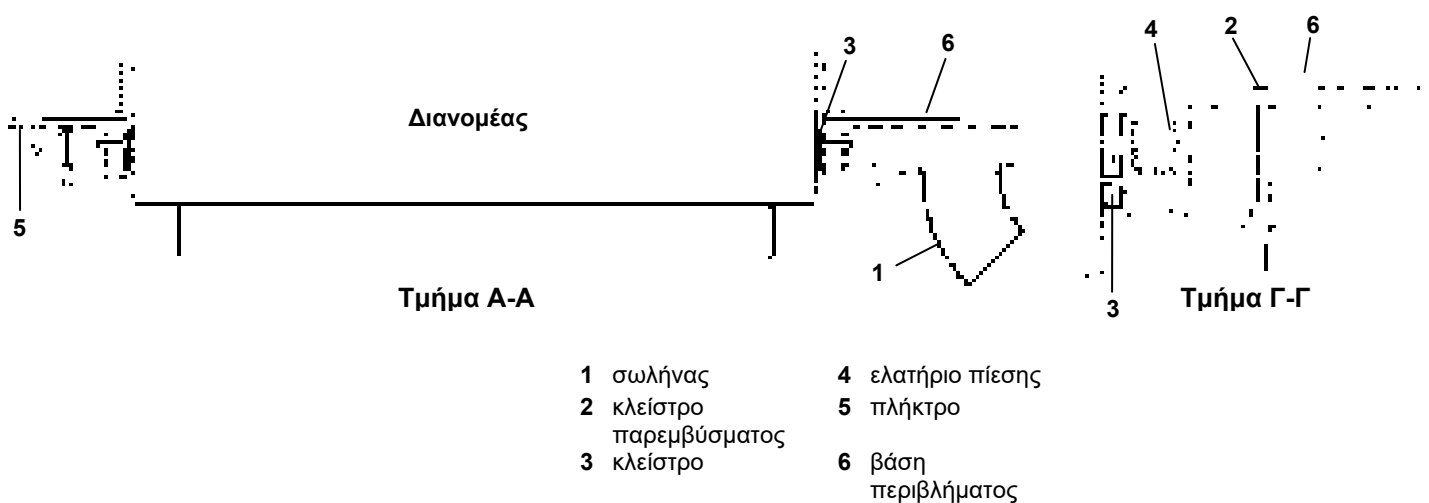 3
6
4
2
6
Διανομέας
5
1
3
Τμήμα Α-Α
Τμήμα Γ-Γ
1 σωλήνας
4 ελατήριο πίεσης
2 κλείστρο
5 πλήκτρο
παρεμβύσματος
3 κλείστρο
6 βάση
περιβλήματος